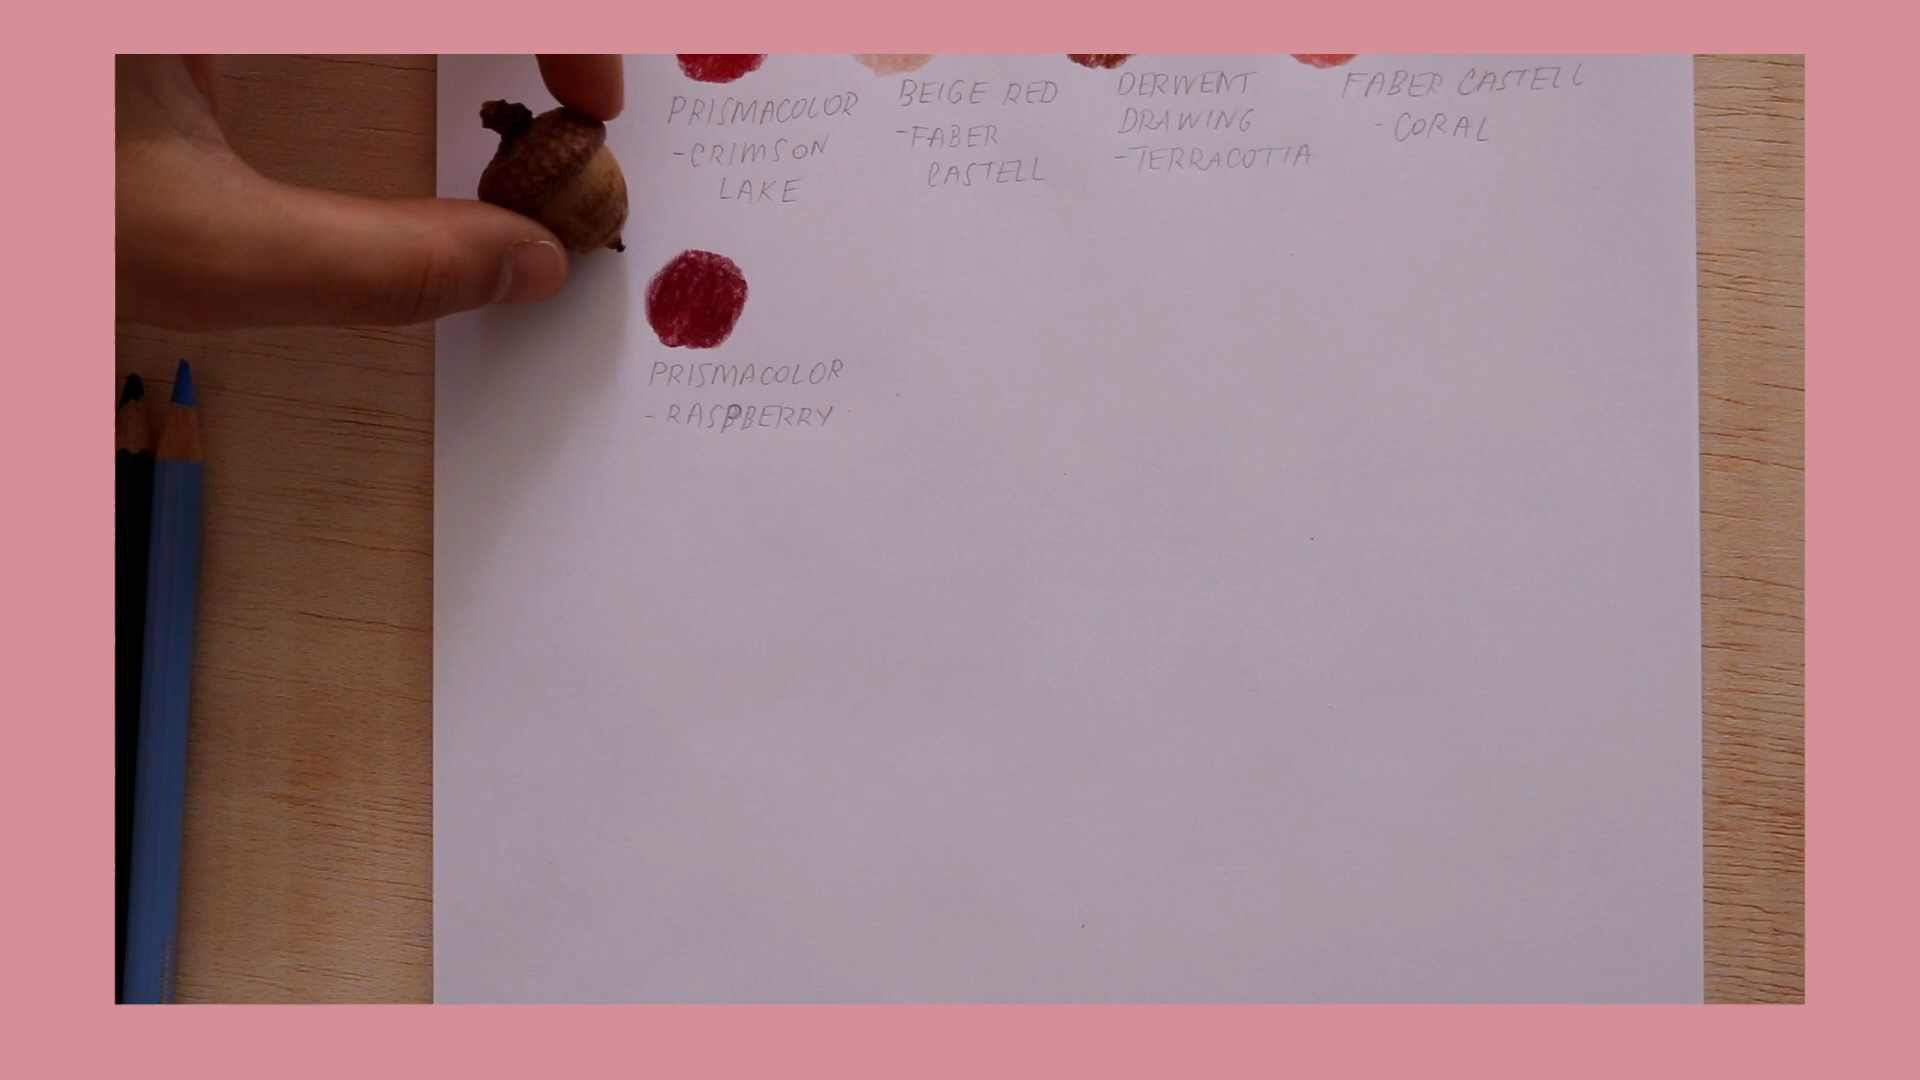 PRISMACOLOR
-CRIMSON
LAKE
BEIGE RED
-FABER
CASTELL
DERWENT
DRAWING
-TERRACOTTA
FABER CASTELL
-CORAL
PRISMACOLOR
- RASPBERRY